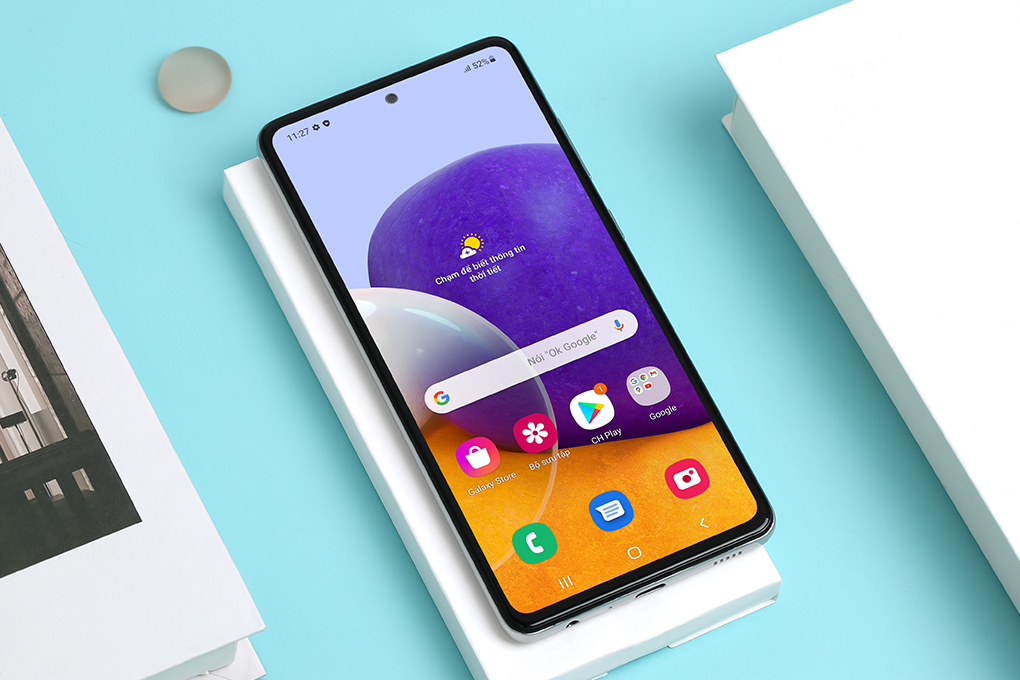 11:27
52%
Chạm để biết thông tin
thời tiết
Nói "Ok Google"
1
Galaxy Store
Bộ sưu tập
CH Play
Google